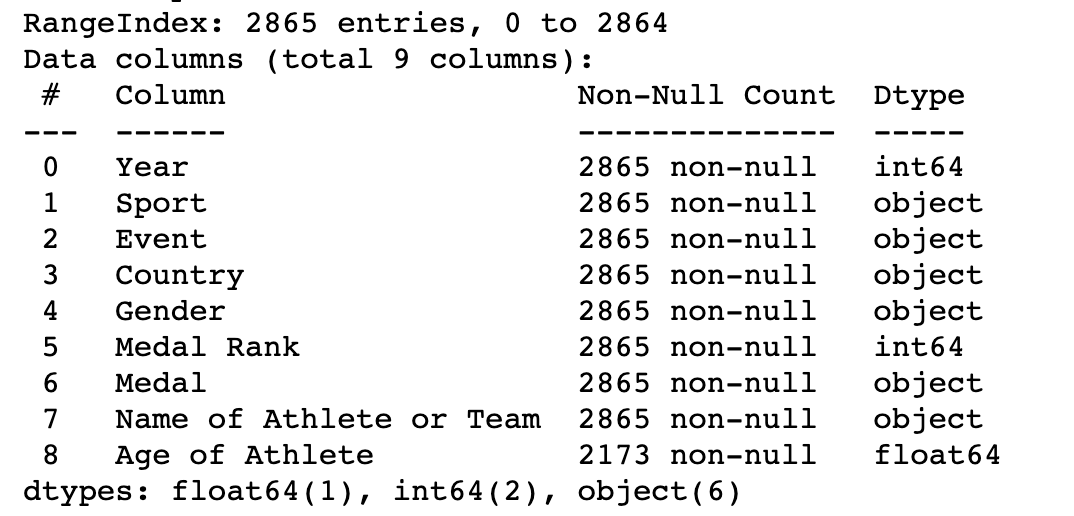 RangeIndex: 2865 entries, 0 to 2864
Data columns (total 9 columns):
 #   Column                   Non-Null Count  Dtype
---  ------                   --------------  -----
 0   Year                     2865 non-null   int64
 1   Sport                    2865 non-null   object
 2   Event                    2865 non-null   object
 3   Country                  2865 non-null   object
 4   Gender                   2865 non-null   object
 5   Medal Rank               2865 non-null   int64
 6   Medal                    2865 non-null   object
 7   Name of Athlete or Team  2865 non-null   object
 8   Age of Athlete           2173 non-null   float64
dtypes: float64(1), int64(2), object(6)